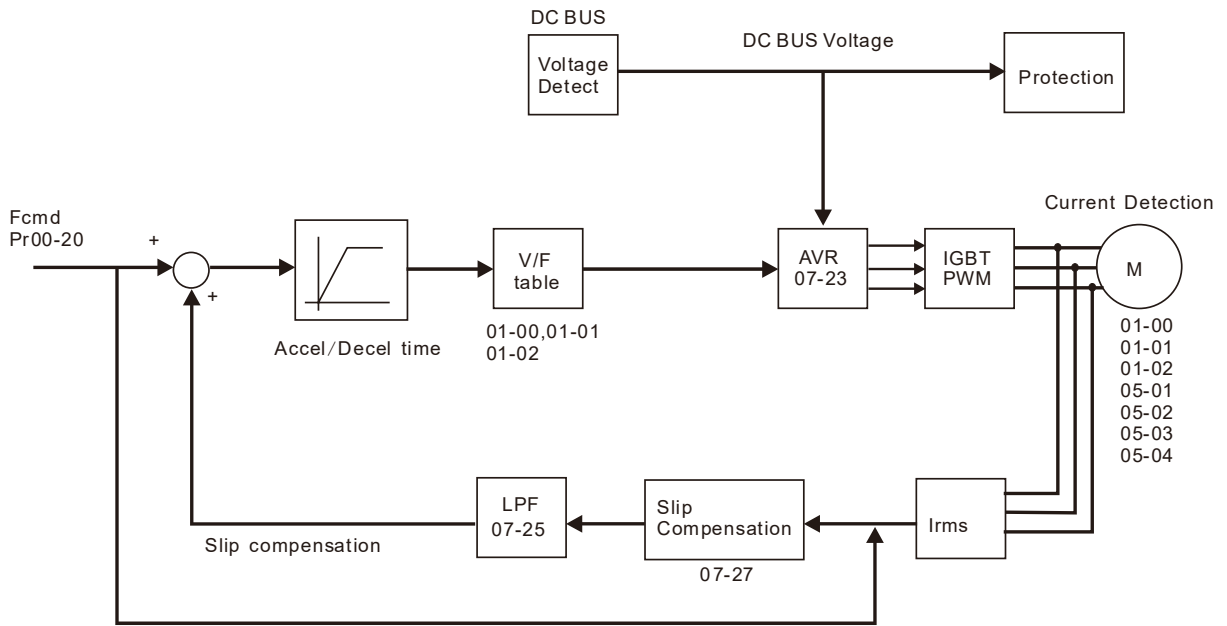 DC BUS
Voltage
Detect
DC BUS Voltage
Protection
Fcmd
Pr00-20
+
+
Accel/Decel time
V/F
table
01-00,01-01
01-02
AVR
07-23
IGBT
PWM
Current Detection
M
01-00
01-01
01-02
05-01
05-02
05-03
05-04
Irms
Slip
Compensation
07-27
LPF
07-25
Slip compensation